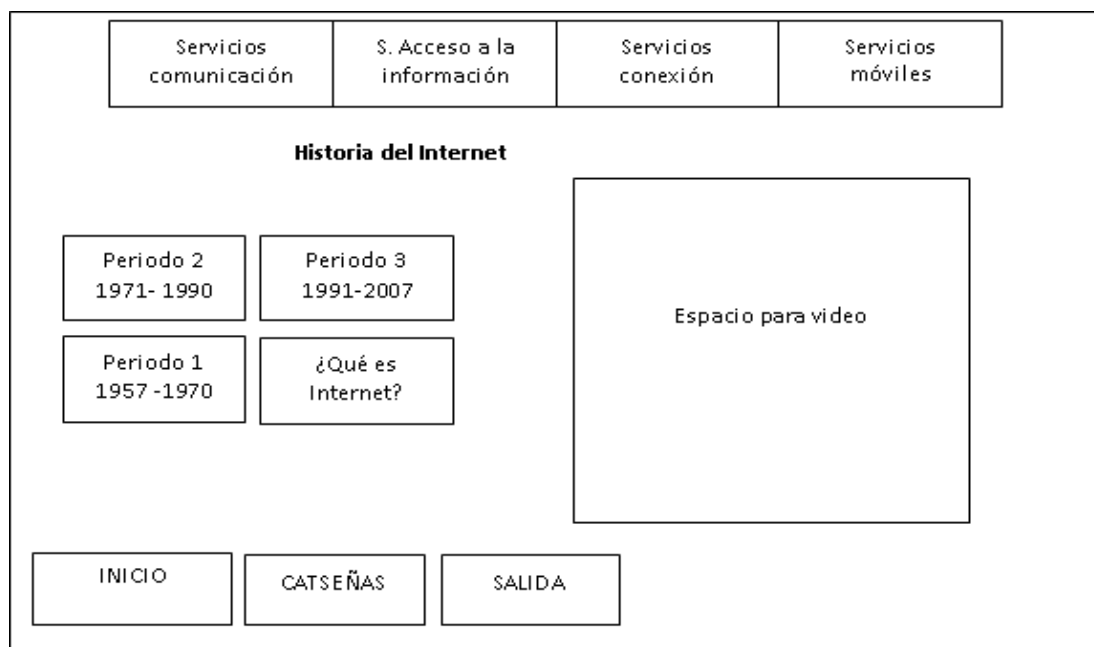 Servicios
comunicación
S. Acceso a la
información
Servicios
conexión
Servicios
móviles
Historia del Internet
Periodo 2
1971- 1990
Periodo 3
1991-2007
Espacio para video
Periodo 1
1957 -1970
¿Qué es
Internet?
INICIO
CATSEÑAS
SALIDA